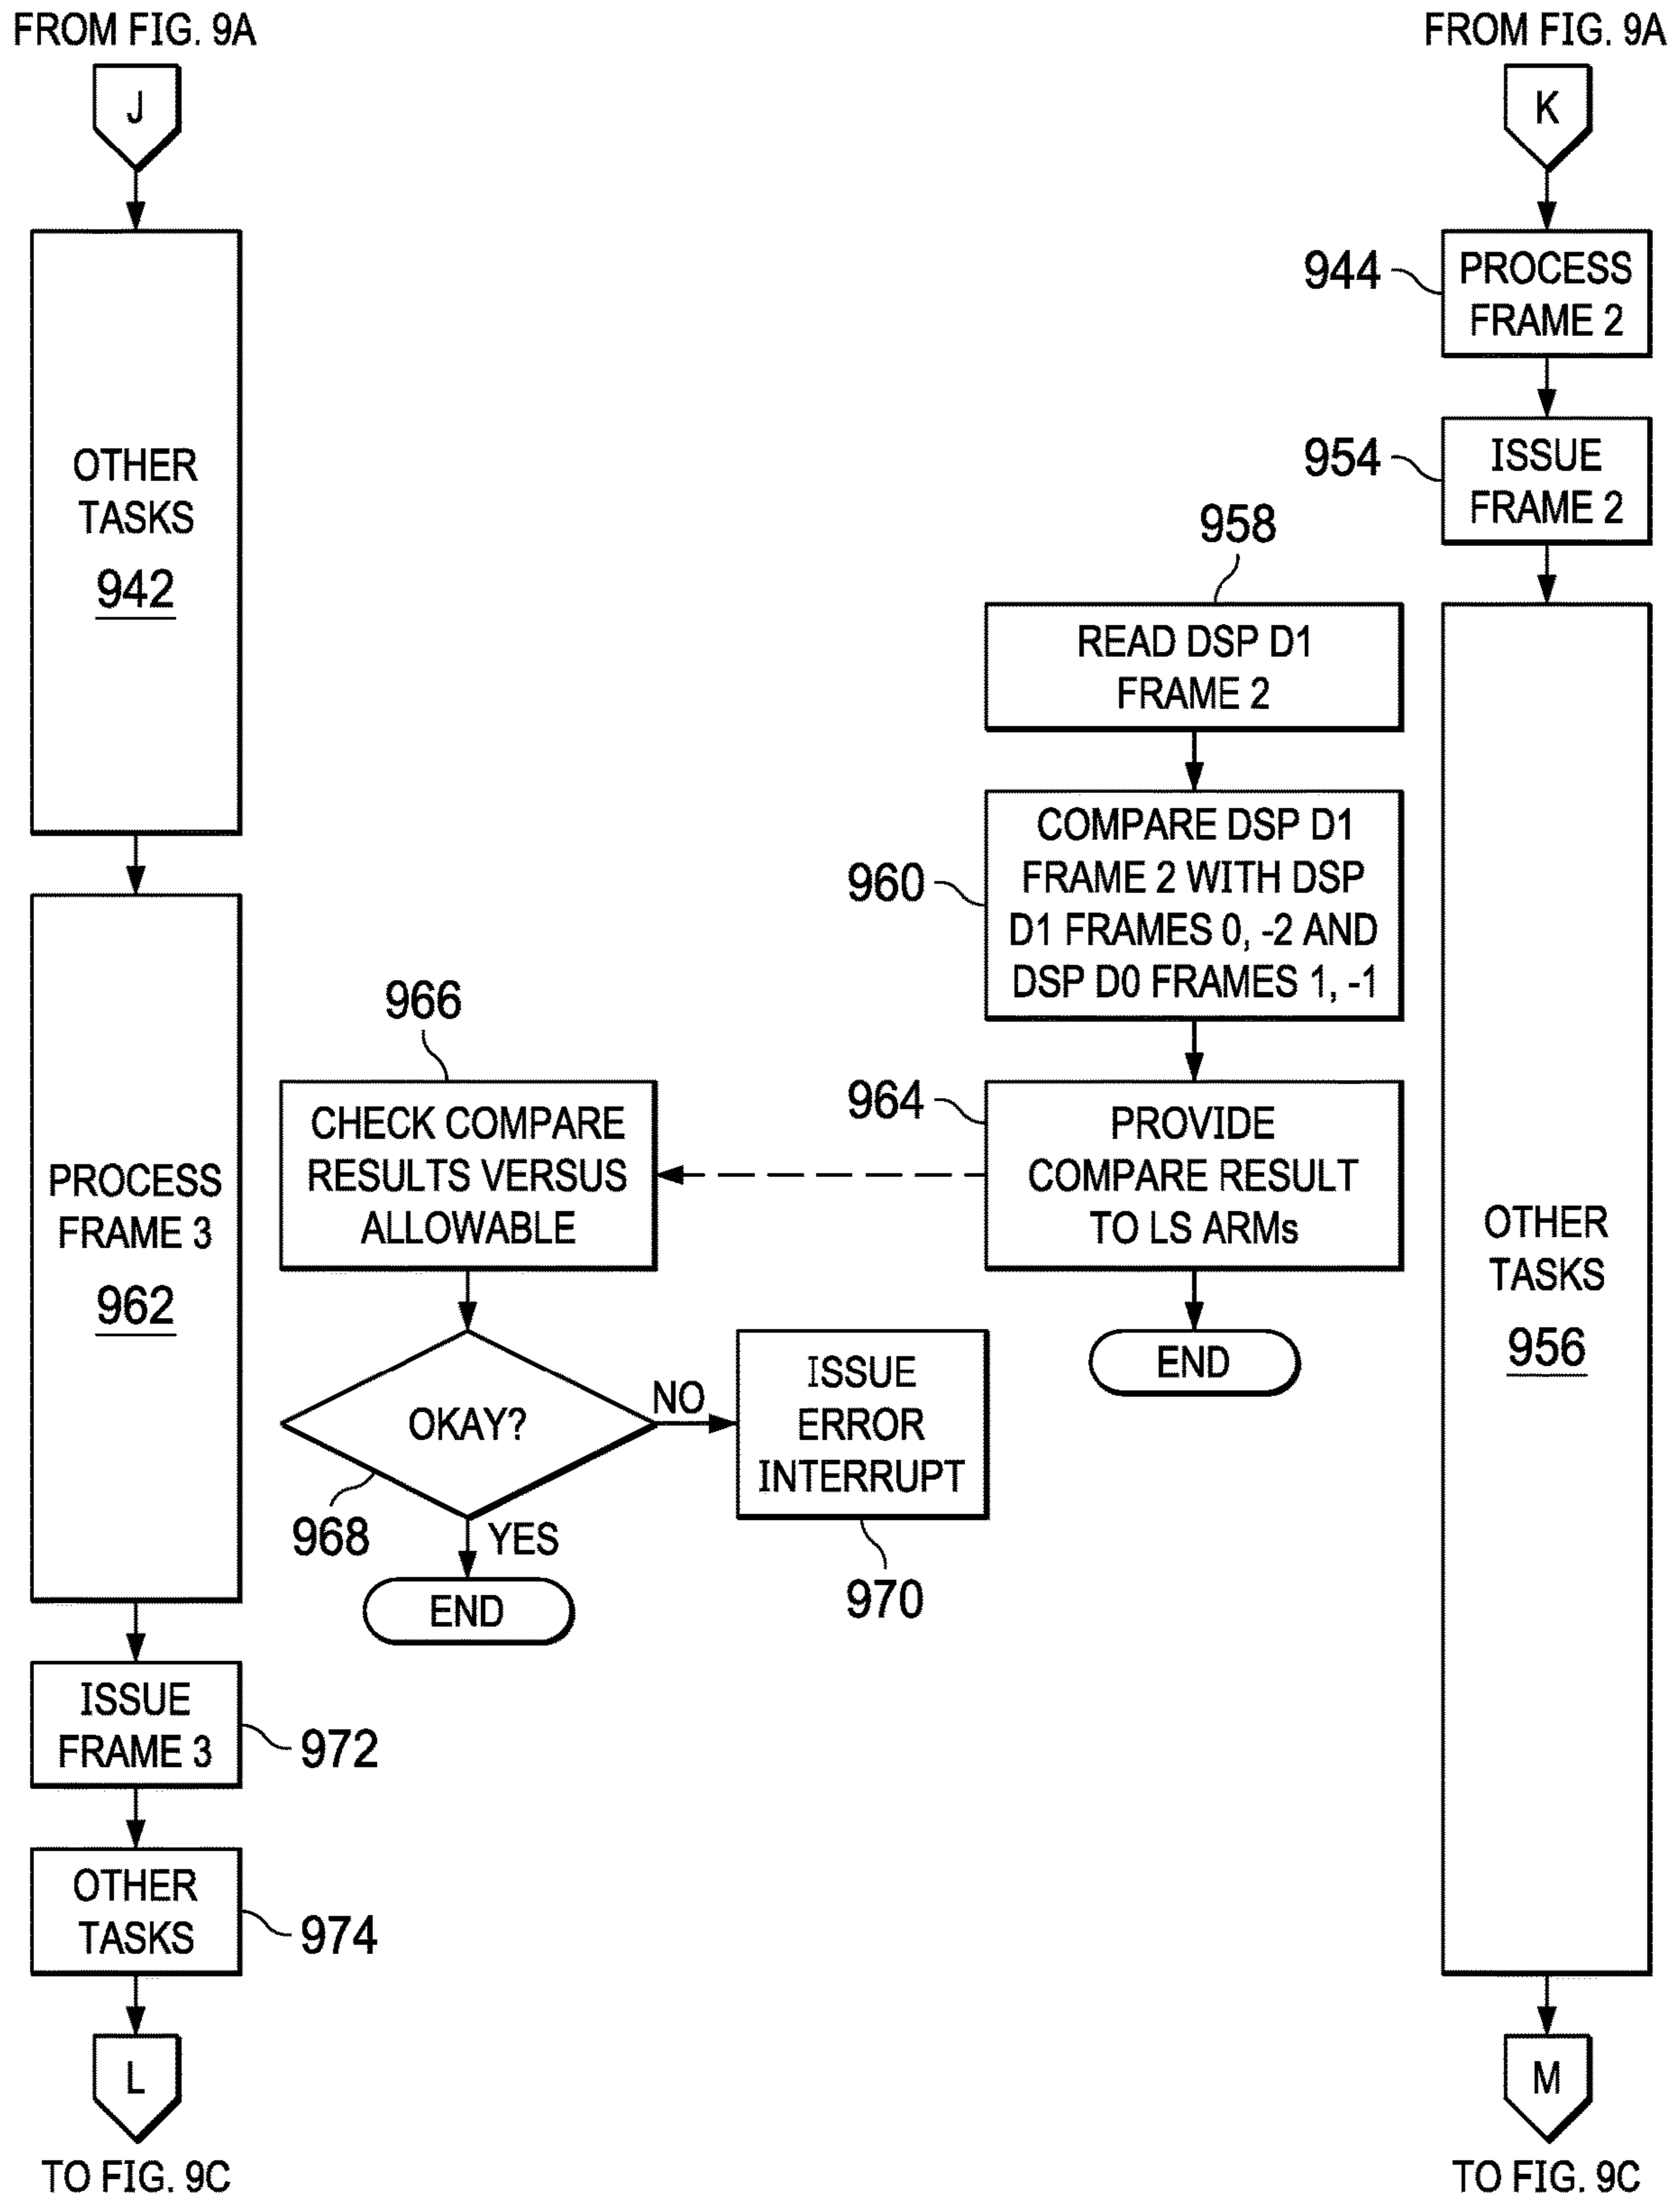 FROM FIG. 9A
J
OTHER
TASKS
942
PROCESS
FRAME 3
962
ISSUE
FRAME 3
972
OTHER
TASKS
974
L
TO FIG. 9C
966
CHECK COMPARE
RESULTS VERSUS
ALLOWABLE
OKAY?
968
NO
YES
END
ISSUE
ERROR
INTERRUPT
970
958
READ DSP D1
FRAME 2
960
COMPARE DSP D1
FRAME 2 WITH DSP
D1 FRAMES 0, -2 AND
DSP D0 FRAMES 1, -1
964
PROVIDE
COMPARE RESULT
TO LS ARMs
END
FROM FIG. 9A
K
944
PROCESS
FRAME 2
954
ISSUE
FRAME 2
OTHER
TASKS
956
M
TO FIG. 9C